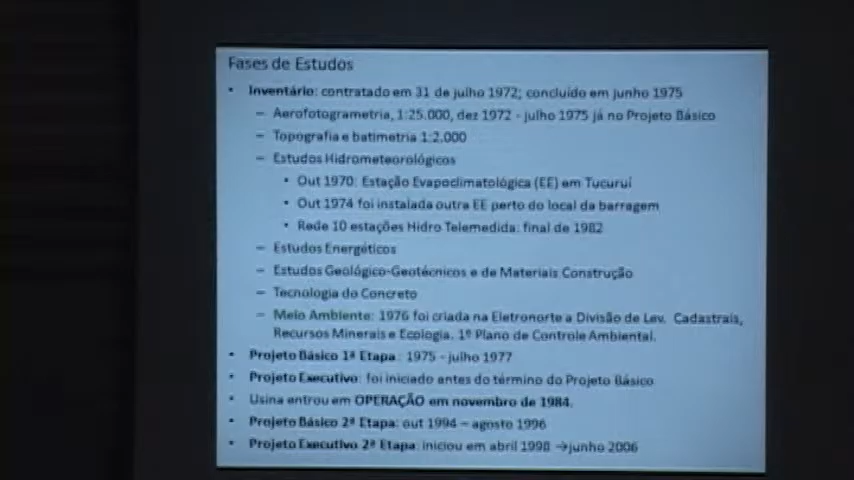 Fases de Estudos
• Inventário: contratado em 31 de julho 1972; concluído em junho 1975
– Aerofotogrametria, 1:25.000, dez 1972 - julho 1975 já no Projeto Básico
– Topografia e batimetria 1:2.000
– Estudos Hidrometeorológicos
• Out 1970: Estação Evapoclimatológica (EE) em Tucuruí
• Out 1974 foi instalada outra EE perto do local da barragem
• Rede 10 estações Hidro Telemedida: final de 1982
– Estudos Energéticos
– Estudos Geológico-Geotécnicos e de Materiais Construção
– Tecnologia do Concreto
– Meio Ambiente: 1976 foi criada na Eletronorte a Divisão de Lev. Cadastrais,
Recursos Minerais e Ecologia. 1º Plano de Controle Ambiental.
• Projeto Básico 1ª Etapa: 1975 - julho 1977
• Projeto Executivo: foi iniciado antes do término do Projeto Básico
• Usina entrou em OPERAÇÃO em novembro de 1984.
• Projeto Básico 2ª Etapa: out 1994 – agosto 1996
• Projeto Executivo 2ª Etapa: iniciou em abril 1998 →junho 2006